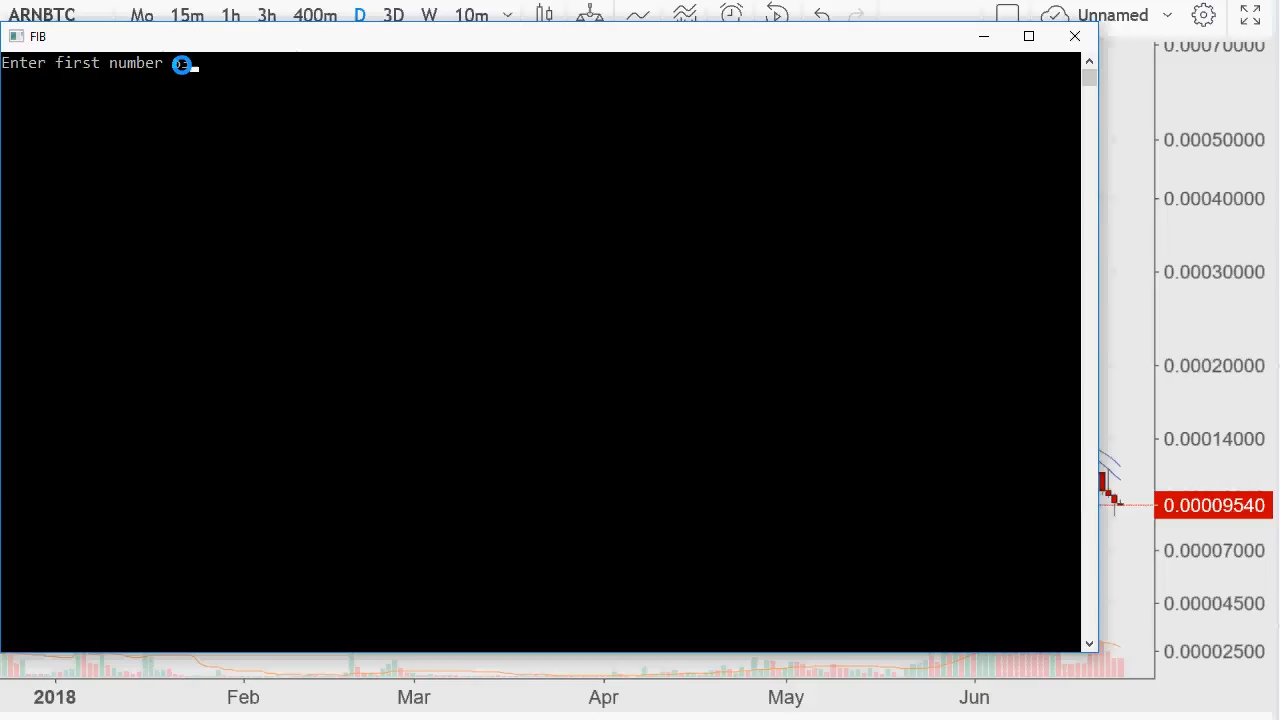 ARNBTC Mo 15m 1h 3h 400m D 3D W 10m Unnamed
FIB
Enter first number
0.00070000
0.00050000
0.00040000
0.00030000
0.00020000
0.00014000
0.00009540
0.00007000
0.00004500
0.00002500
2018 Feb Mar Apr May Jun